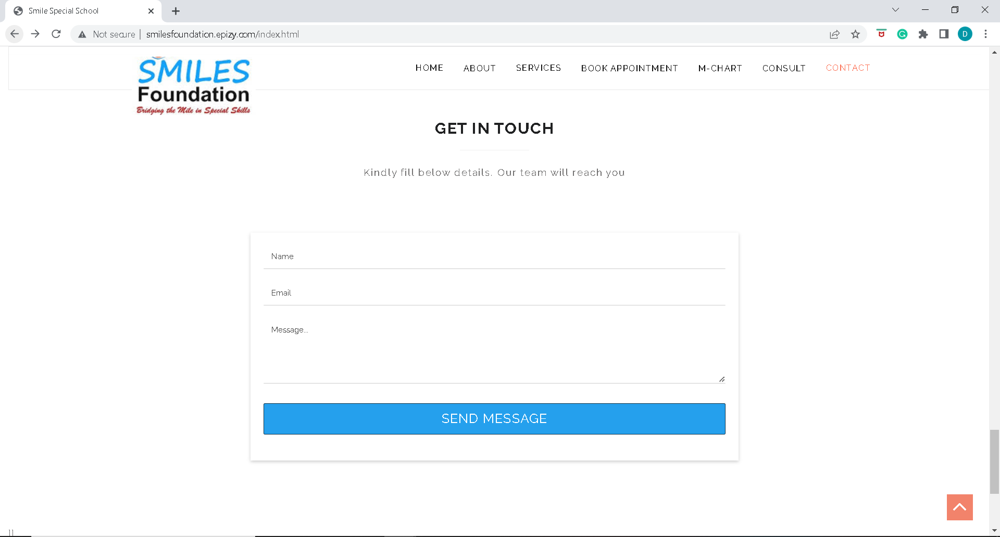 Smile Special School
Not secure | smilesfoundation.epizy.com/index.html
D
SMILES
Foundation
Bridging the Mile in Special Skills
HOME ABOUT SERVICES BOOK APPOINTMENT M-CHART CONSULT CONTACT
GET IN TOUCH
Kindly fill below details. Our team will reach you
Name
Email
Message...
SEND MESSAGE